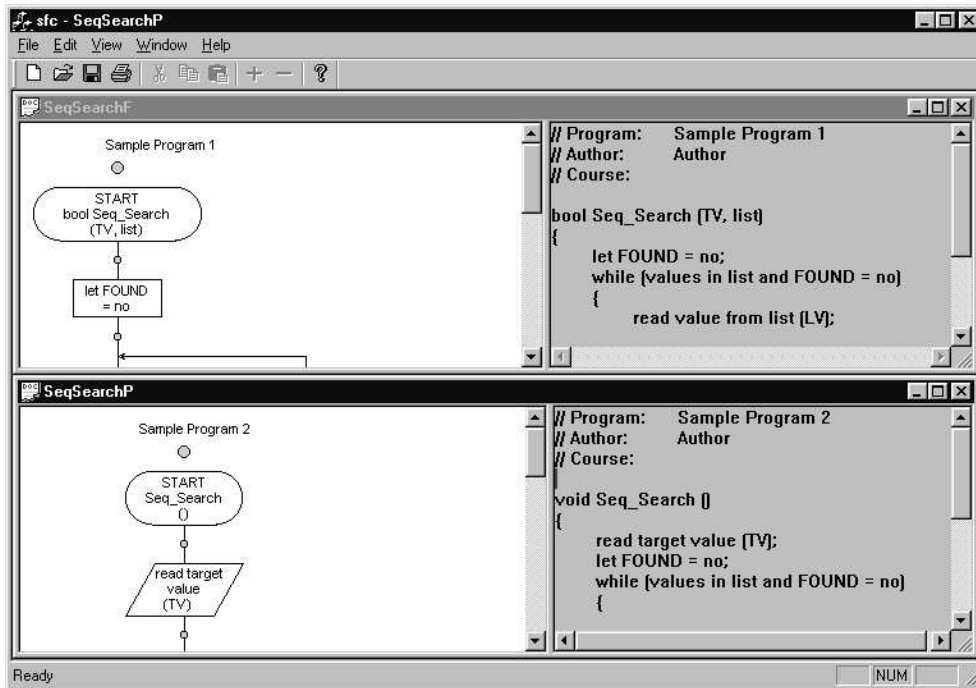 sfc - SeqSearchP
File Edit View Window Help
SeqSearchF
Sample Program 1
START
bool Seq_Search
(TV, list)
let FOUND
= no
// Program: Sample Program 1
// Author: Author
// Course:
bool Seq_Search (TV, list)
{
let FOUND = no;
while (values in list and FOUND = no)
{
read value from list (LV);
SeqSearchP
Sample Program 2
START
Seq_Search
()
read target
value
(TV)
// Program: Sample Program 2
// Author: Author
// Course:
void Seq_Search ()
{
read target value (TV);
let FOUND = no;
while (values in list and FOUND = no)
{
Ready
NUM